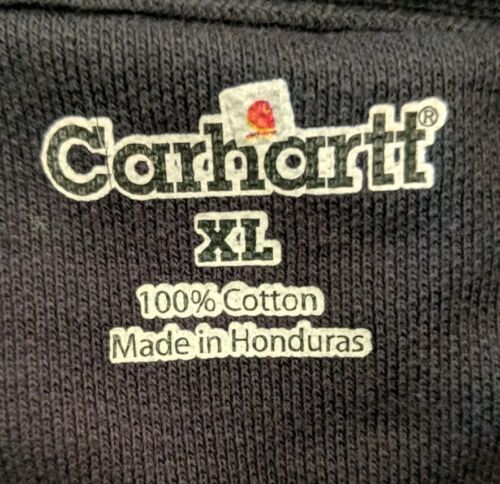 Carhartt®
XL
100% Cotton
Made in Honduras